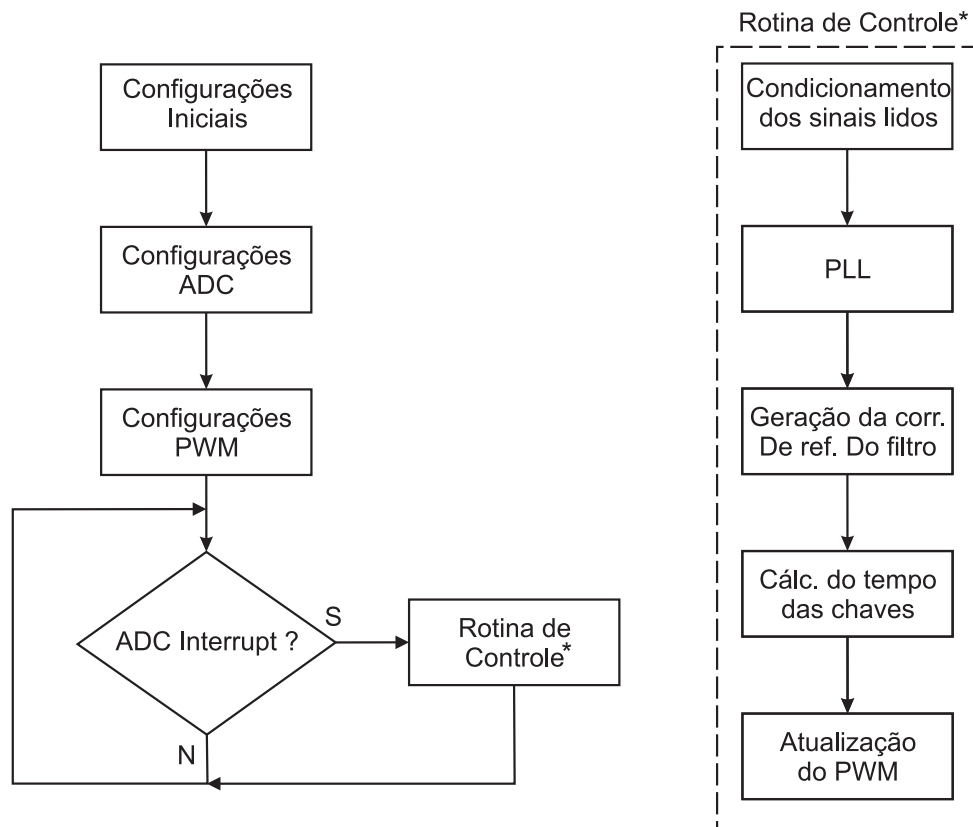 Configurações
Iniciais
Configurações
ADC
Configurações
PWM
ADC Interrupt ?
S
N
Rotina de
Controle*
Rotina de Controle*
Condicionamento
dos sinais lidos
PLL
Geração da corr.
De ref. Do filtro
Cálc. do tempo
das chaves
Atualização
do PWM